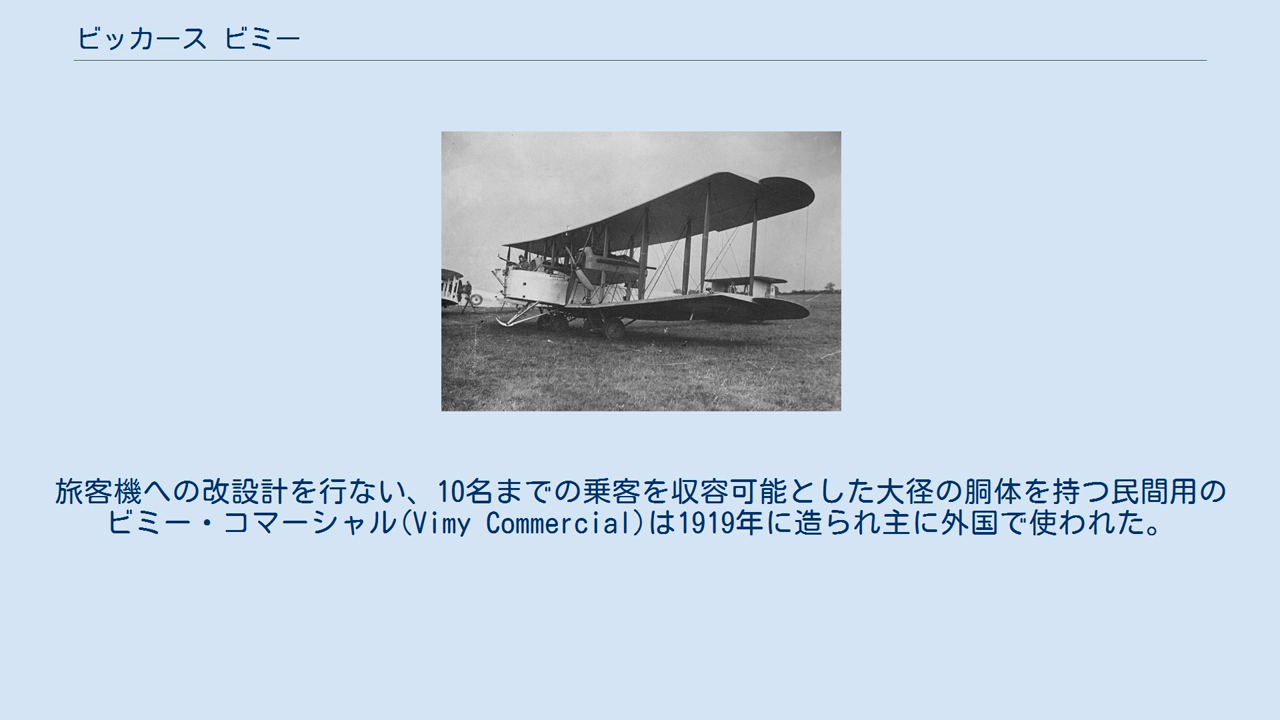 ビッカース ビミー
旅客機への改設計を行ない、10名までの乗客を収容可能とした大径の胴体を持つ民間用の
ビミー・コマーシャル(Vimy Commercial)は1919年に造られ主に外国で使われた。